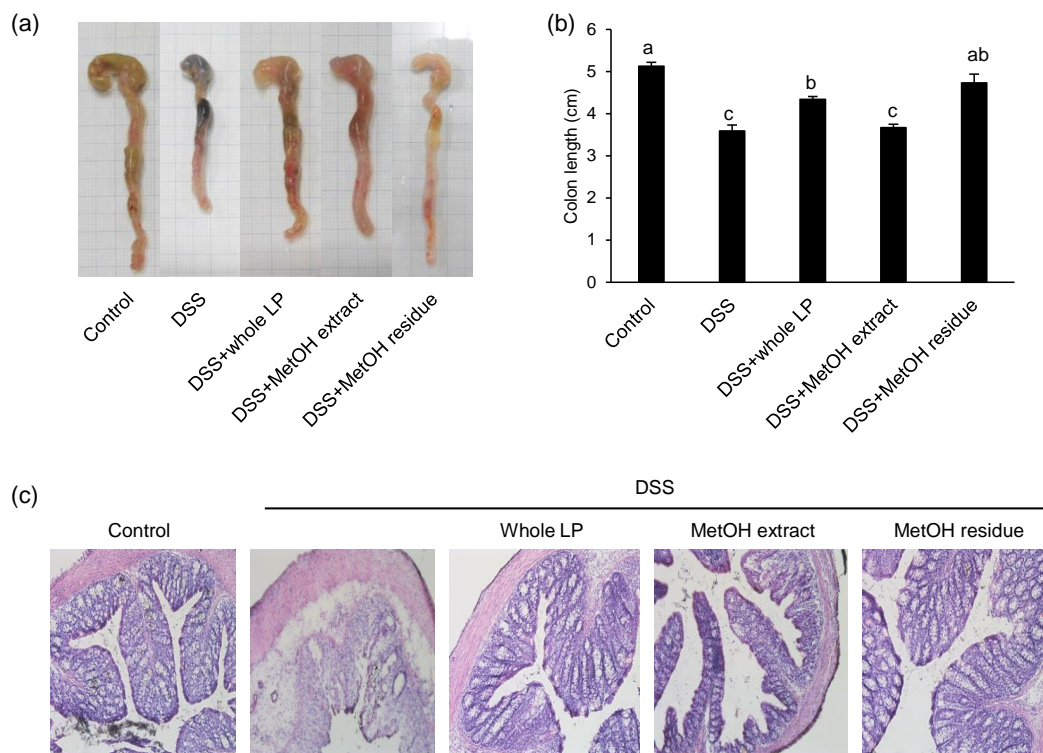 (a)
Control
DSS
DSS+whole LP
DSS+MetOH extract
DSS+MetOH residue
(b)
Colon length (cm)
6
5
4
3
2
1
0
a
c
b
c
ab
Control
DSS
DSS+whole LP
DSS+MetOH extract
DSS+MetOH residue
(c)
DSS
Control
Whole LP
MetOH extract
MetOH residue